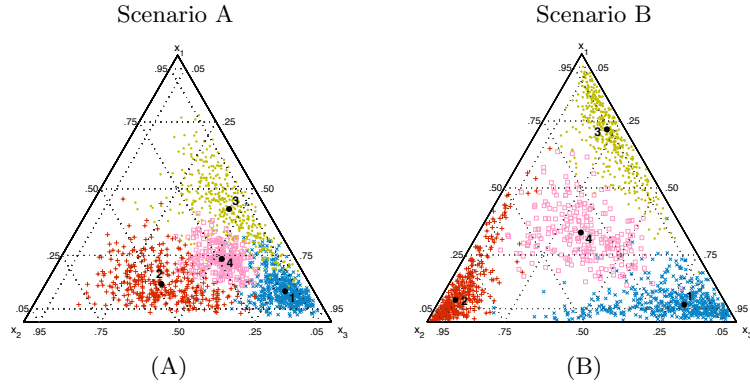 Scenario A
Scenario B
x1
.95 .05
.75 .25
.50 .50
3
.25 .75
2 4
1
.05 .95
x2 .95 .75 .50 .25 .05 x3
(A)
x1
.95 .05
.75 .25
3
.50 .50
4
.25 .75
2 1
.05 .95
x2 .95 .75 .50 .25 .05 x3
(B)